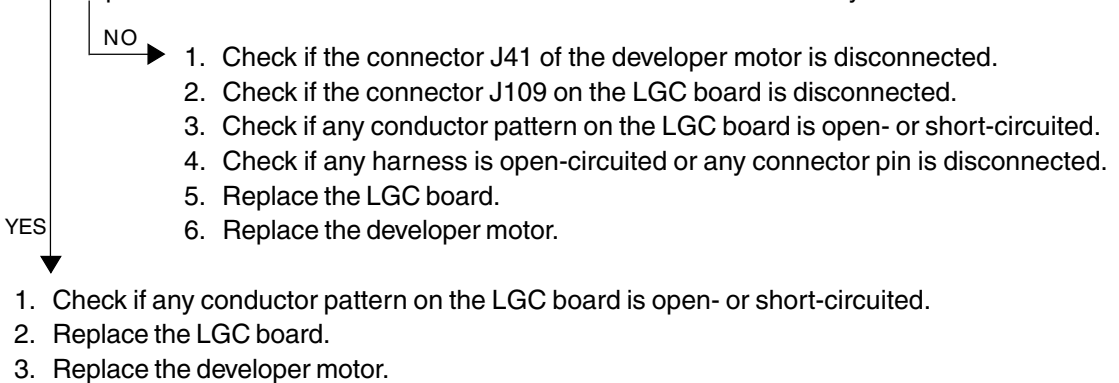 NO
1. Check if the connector J41 of the developer motor is disconnected.
2. Check if the connector J109 on the LGC board is disconnected.
3. Check if any conductor pattern on the LGC board is open- or short-circuited.
4. Check if any harness is open-circuited or any connector pin is disconnected.
5. Replace the LGC board.
6. Replace the developer motor.
YES
1. Check if any conductor pattern on the LGC board is open- or short-circuited.
2. Replace the LGC board.
3. Replace the developer motor.